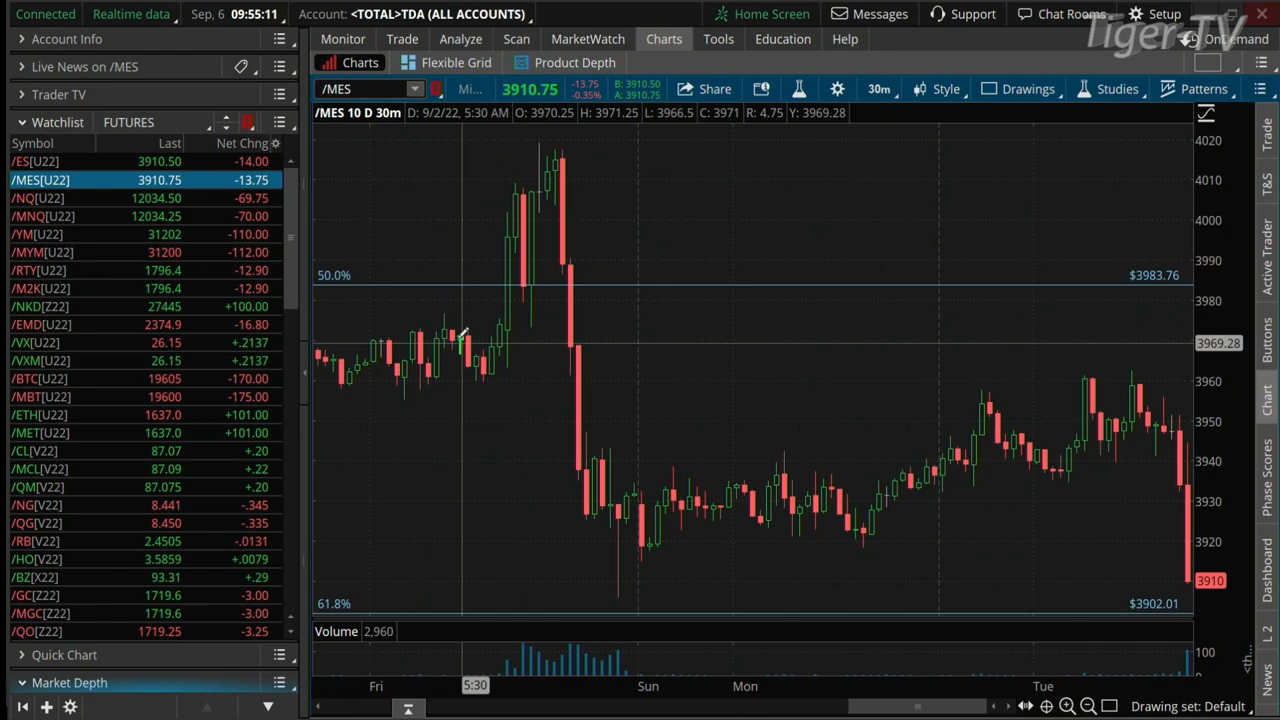 Connected Realtime data Sep, 6 09:55:11 Account: <TOTAL>TDA (ALL ACCOUNTS) Home Screen Messages Support Chat Rooms Setup
Tiger-TV
Account Info
Monitor Trade Analyze Scan MarketWatch Charts Tools Education Help OnDemand
Live News on /MES
Charts Flexible Grid Product Depth
Trader TV
/MES 3910.75 -13.75 -0.35% B: 3910.50 A: 3910.75 Share 30m Style Drawings Studies Patterns
Watchlist FUTURES
/MES 10 D 30m D: 9/2/22, 5:30 AM O: 3970.25 H: 3971.25 L: 3966.5 C: 3971 R: 4.75 Y: 3969.28
Symbol Last Net Chng
/ES[U22] 3910.50 -14.00
/MES[U22] 3910.75 -13.75
/NQ[U22] 12034.50 -69.75
/MNQ[U22] 12034.25 -70.00
/YM[U22] 31202 -110.00
/MYM[U22] 31200 -112.00
/RTY[U22] 1796.4 -12.90
/M2K[U22] 1796.4 -12.90
/NKD[Z22] 27445 +100.00
/EMD[U22] 2374.9 -16.80
/VX[U22] 26.15 +.2137
/VXM[U22] 26.15 +.2137
/BTC[U22] 19605 -170.00
/MBT[U22] 19600 -175.00
/ETH[U22] 1637.0 +101.00
/MET[U22] 1637.0 +101.00
/CL[V22] 87.07 +.20
/MCL[V22] 87.09 +.22
/QM[V22] 87.075 +.20
/NG[V22] 8.441 -.345
/QG[V22] 8.450 -.335
/RB[V22] 2.4505 -.0131
/HO[V22] 3.5859 +.0079
/BZ[X22] 93.31 +.29
/GC[Z22] 1719.6 -3.00
/MGC[Z22] 1719.6 -3.00
/QO[Z22] 1719.25 -3.25
Quick Chart
Market Depth
4020
4010
4000
3990
50.0% $3983.76
3980
3969.28
3960
3950
3940
3930
3920
3910
61.8% $3902.01
Volume 2,960
100
Fri 5:30 Sun Mon Tue
Drawing set: Default
Trade
T&S
Active Trader
Buttons
Chart
Phase Scores
Dashboard
L 2
News